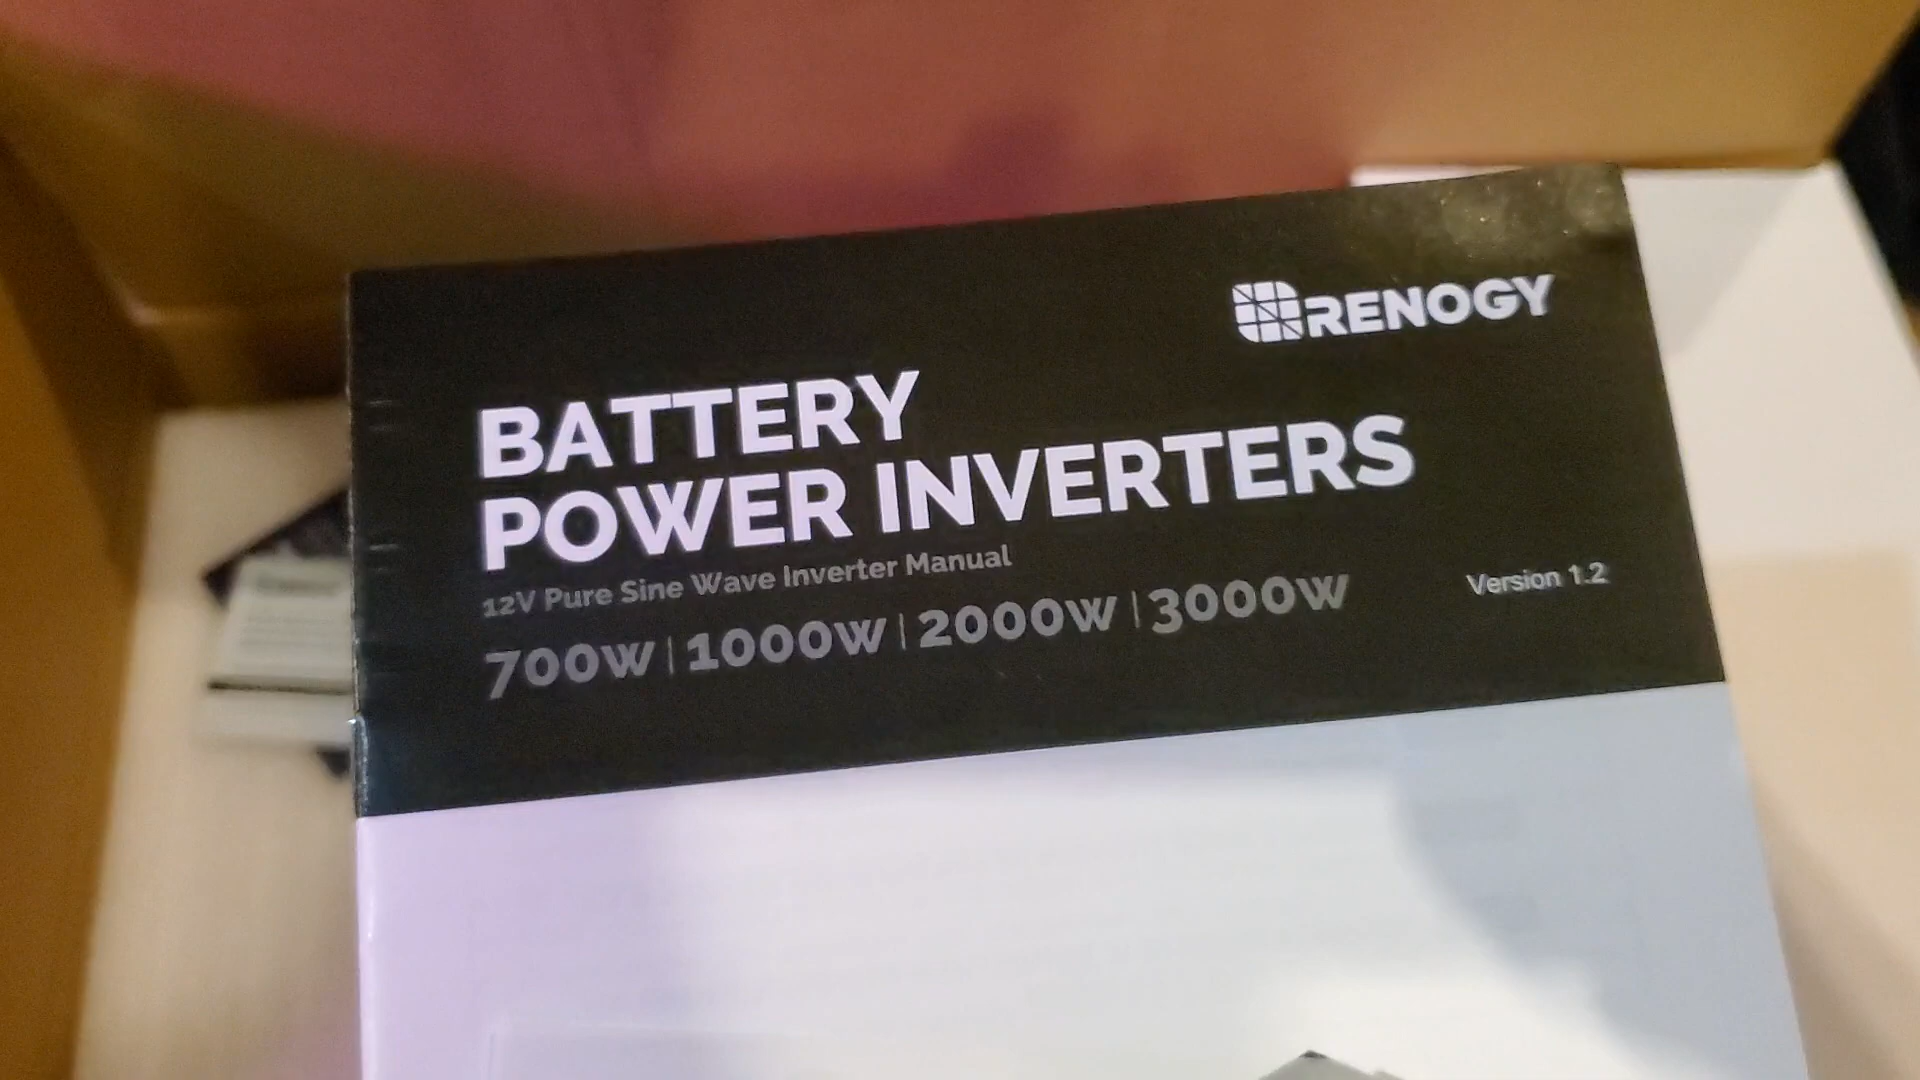 RENOGY
BATTERY
POWER INVERTERS
12V Pure Sine Wave Inverter Manual
700W | 1000W | 2000W | 3000W
Version 1.2